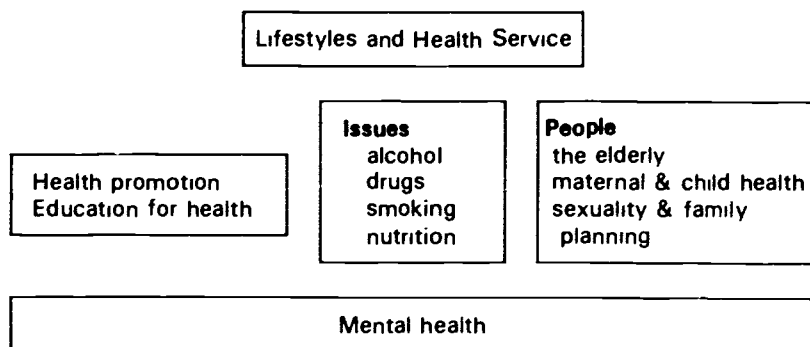 Lifestyles and Health Service
Health promotion
Education for health
Issues
alcohol
drugs
smoking
nutrition
People
the elderly
maternal & child health
sexuality & family
planning
Mental health